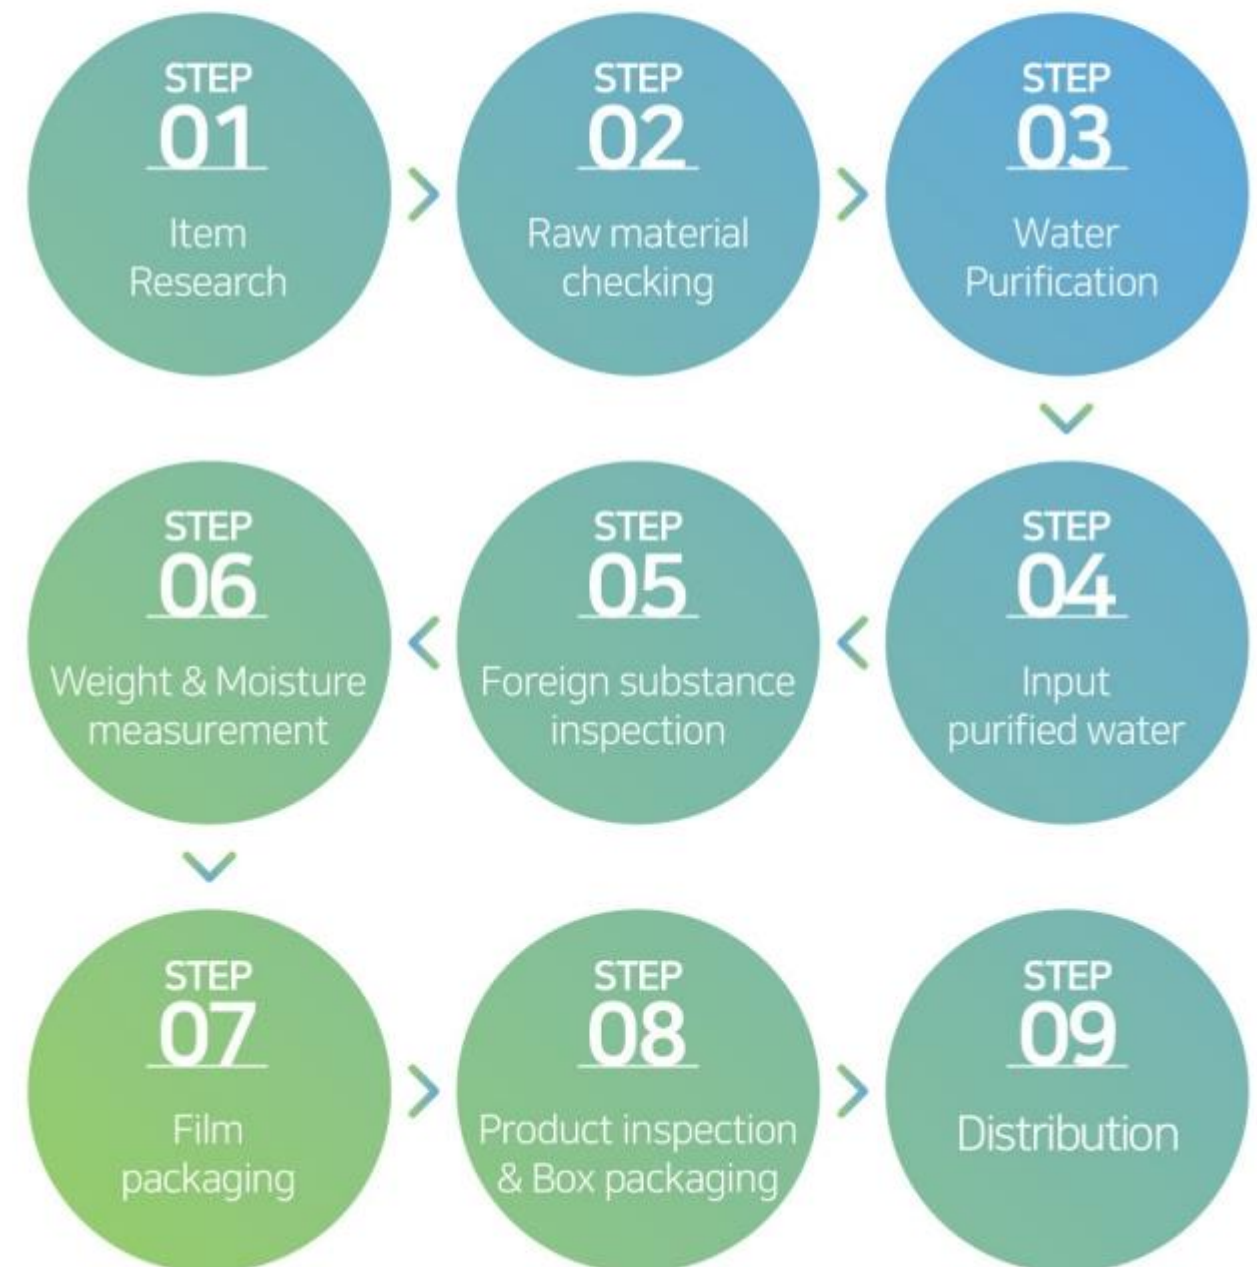 STEP
01
Item
Research
STEP
02
Raw material
checking
STEP
03
Water
Purification
STEP
04
Input
purified water
STEP
05
Foreign substance
inspection
STEP
06
Weight & Moisture
measurement
STEP
07
Film
packaging
STEP
08
Product inspection
& Box packaging
STEP
09
Distribution